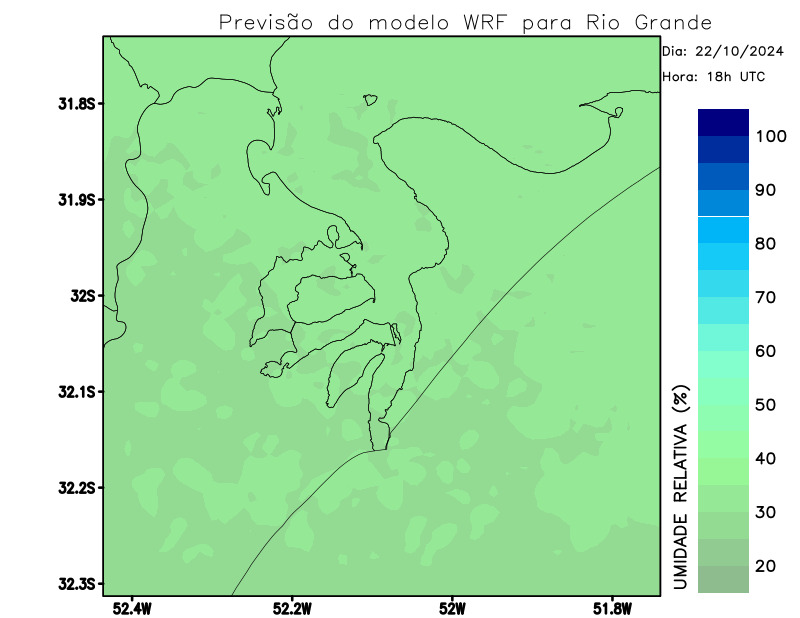 Previsão do modelo WRF para Rio Grande
Dia: 22/10/2024
Hora: 18h UTC
31.8S
31.9S
32S
32.1S
32.2S
32.3S
52.4W
52.2W
52W
51.8W
100
90
80
70
60
50
40
30
20
UMIDADE RELATIVA (%)